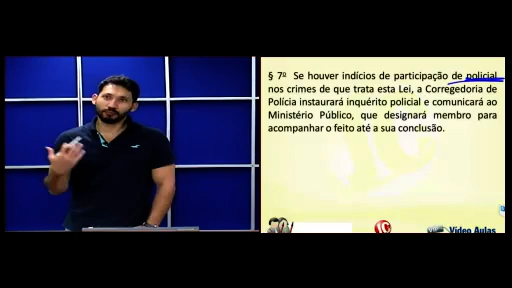 § 7º Se houver indícios de participação de policial
nos crimes de que trata esta Lei, a Corregedoria de
Polícia instaurará inquérito policial e comunicará ao
Ministério Público, que designará membro para
acompanhar o feito até a sua conclusão.
Vídeo Aulas